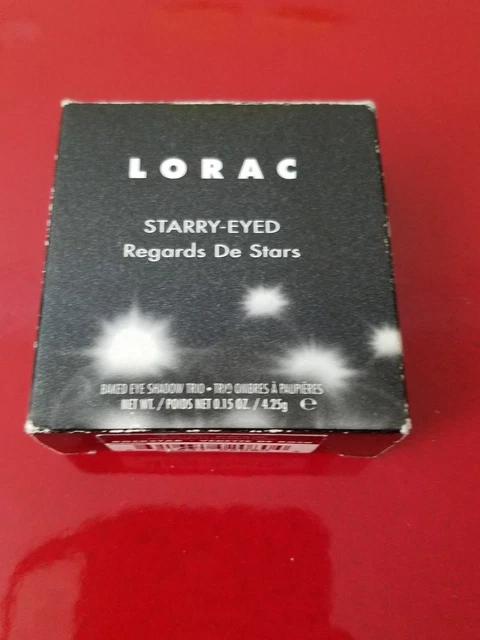 LORAC
STARRY-EYED
Regards De Stars
BAKED EYE SHADOW TRIO • TRIO OMBRES À PAUPIÈRES
NET WT. / POIDS NET 0.15 OZ. / 4.25g ℮